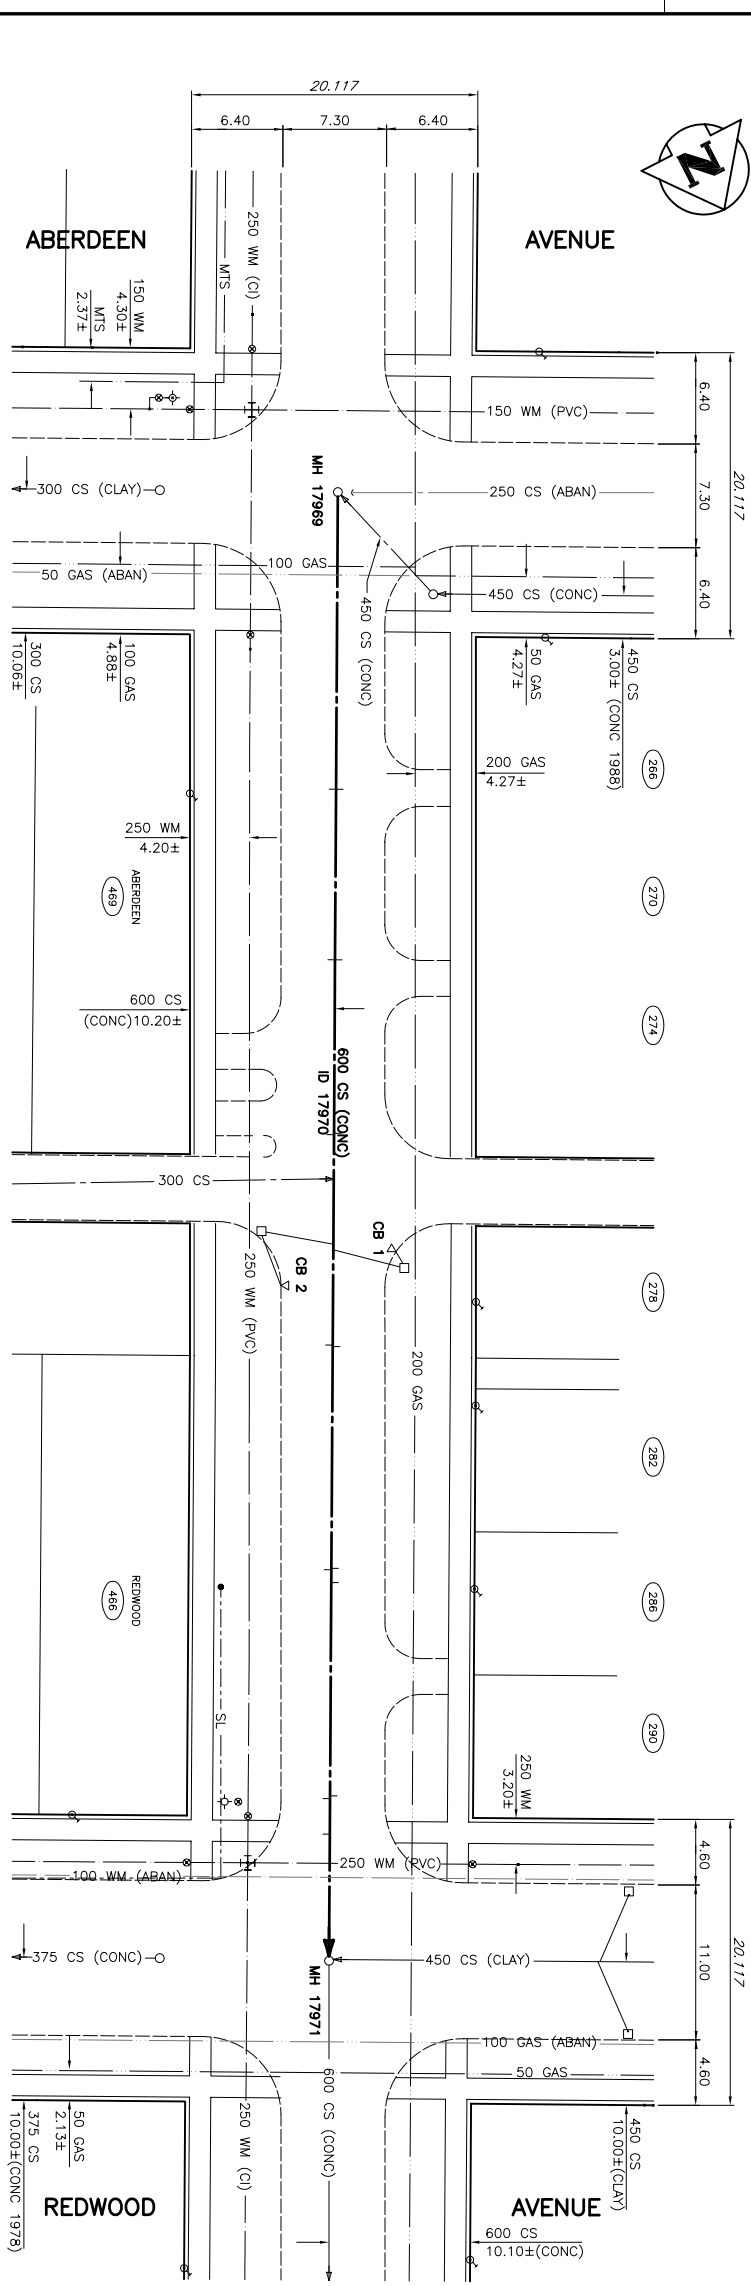 20.117
6.40
7.30
6.40
N
ABERDEEN
AVENUE
250 WM (CI)
MTS
150 WM
4.30±
MTS
2.37±
6.40
20.117
7.30
6.40
150 WM (PVC)
MH 17969
300 CS (CLAY)
250 CS (ABAN)
100 GAS
50 GAS (ABAN)
450 CS (CONC)
450 CS (CONC)
300 CS
10.06±
100 GAS
4.88±
50 GAS
4.27±
450 CS
3.00± (CONC 1988)
266
200 GAS
4.27±
250 WM
4.20±
ABERDEEN
469
270
600 CS
(CONC)10.20±
274
600 CS (CONC)
ID 17970
300 CS
CB 1
CB 2
250 WM (PVC)
278
200 GAS
282
REDWOOD
466
286
SL
290
250 WM
3.20±
4.60
250 WM (PVC)
100 WM (ABAN)
20.117
11.00
375 CS (CONC)
450 CS (CLAY)
MH 17971
100 GAS (ABAN)
50 GAS
4.60
600 CS (CONC)
250 WM (CI)
50 GAS
2.13±
375 CS
10.00±(CONC 1978)
450 CS
10.00±(CLAY)
REDWOOD
AVENUE
600 CS
10.10±(CONC)